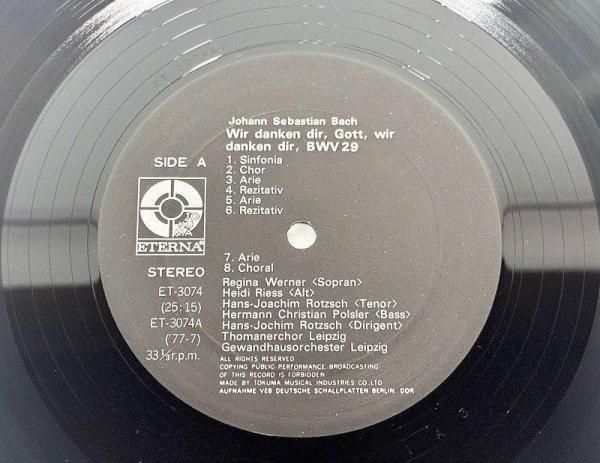 Johann Sebastian Bach
Wir danken dir, Gott, wir
danken dir, BWV 29
SIDE A
1. Sinfonia
2. Chor
3. Arie
4. Rezitativ
5. Arie
6. Rezitativ
ETERNA
7. Arie
8. Choral
STEREO
Regina Werner <Sopran>
ET-3074
Heidi Riess <Alt>
(25:15)
Hans-Joachim Rotzsch <Tenor>
Hermann Christian Polsler <Bass>
ET-3074A
Hans-Jochim Rotzsch <Dirigent>
('77-7)
Thomanerchor Leipzig
33 1/3 r.p.m.
Gewandhausorchester Leipzig
ALL RIGHTS RESERVED
COPYING PUBLIC PERFORMANCE, BROADCASTING
OF THIS RECORD IS FORBIDDEN
MADE BY TOKUMA MUSICAL INDUSTRIES CO. LTD
AUFNAHME VEB DEUTSCHE SCHALLPLATTEN BERLIN, DDR